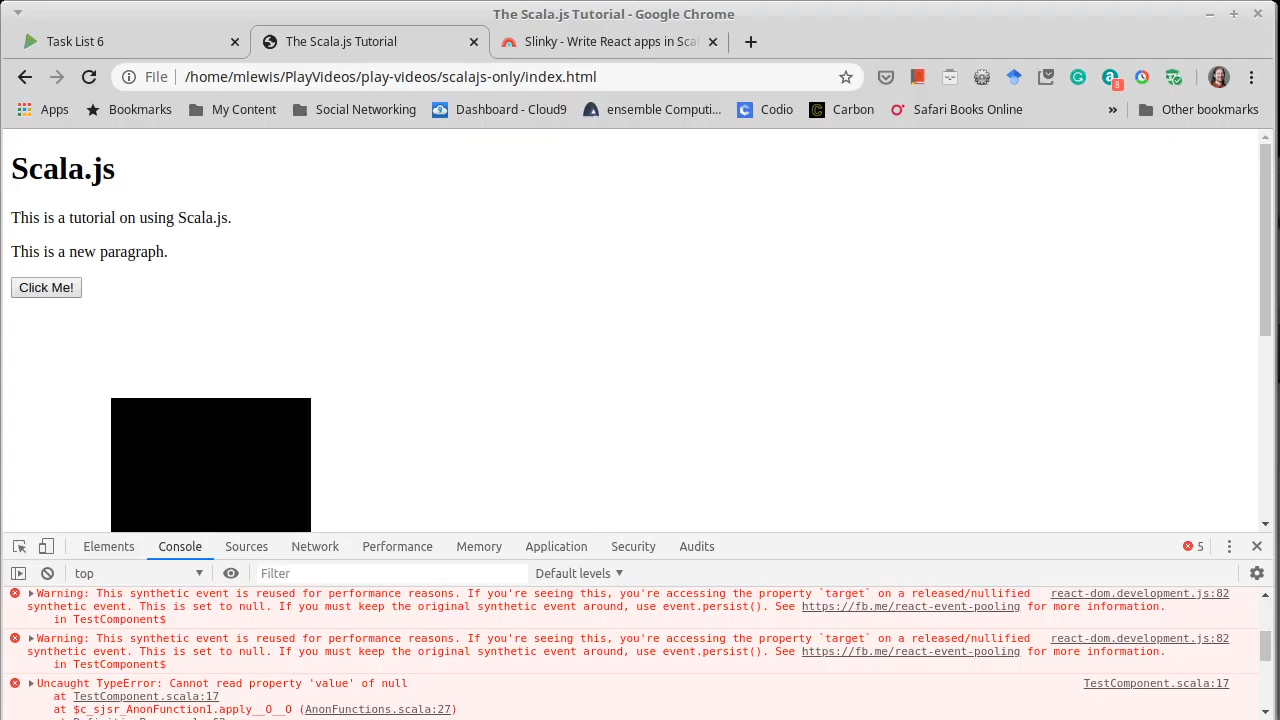 The Scala.js Tutorial - Google Chrome
Task List 6
The Scala.js Tutorial
Slinky - Write React apps in Scal
File
/home/mlewis/PlayVideos/play-videos/scalajs-only/index.html
8
Apps
Bookmarks
My Content
Social Networking
Dashboard - Cloud9
ensemble Computi...
Codio
Carbon
Safari Books Online
»
Other bookmarks
Scala.js
This is a tutorial on using Scala.js.
This is a new paragraph.
Click Me!
Elements
Console
Sources
Network
Performance
Memory
Application
Security
Audits
5
top
Filter
Default levels
Warning: This synthetic event is reused for performance reasons. If you're seeing this, you're accessing the property `target` on a released/nullified react-dom.development.js:82
synthetic event. This is set to null. If you must keep the original synthetic event around, use event.persist(). See https://fb.me/react-event-pooling for more information.
in TestComponent$
Warning: This synthetic event is reused for performance reasons. If you're seeing this, you're accessing the property `target` on a released/nullified react-dom.development.js:82
synthetic event. This is set to null. If you must keep the original synthetic event around, use event.persist(). See https://fb.me/react-event-pooling for more information.
in TestComponent$
Uncaught TypeError: Cannot read property 'value' of null TestComponent.scala:17
at TestComponent.scala:17
at $c_sjsr_AnonFunction1.apply__O__O (AnonFunctions.scala:27)